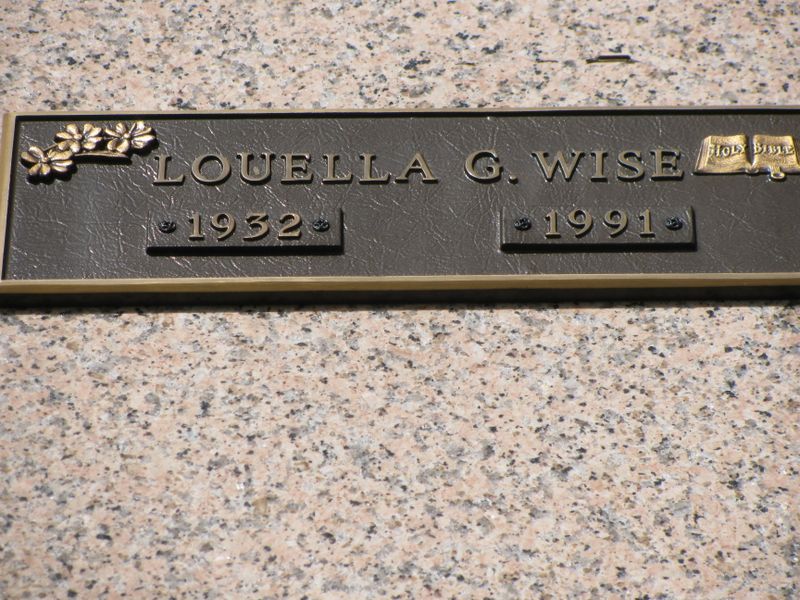 LOUELLA G. WISE
HOLY BIBLE
1932 1991